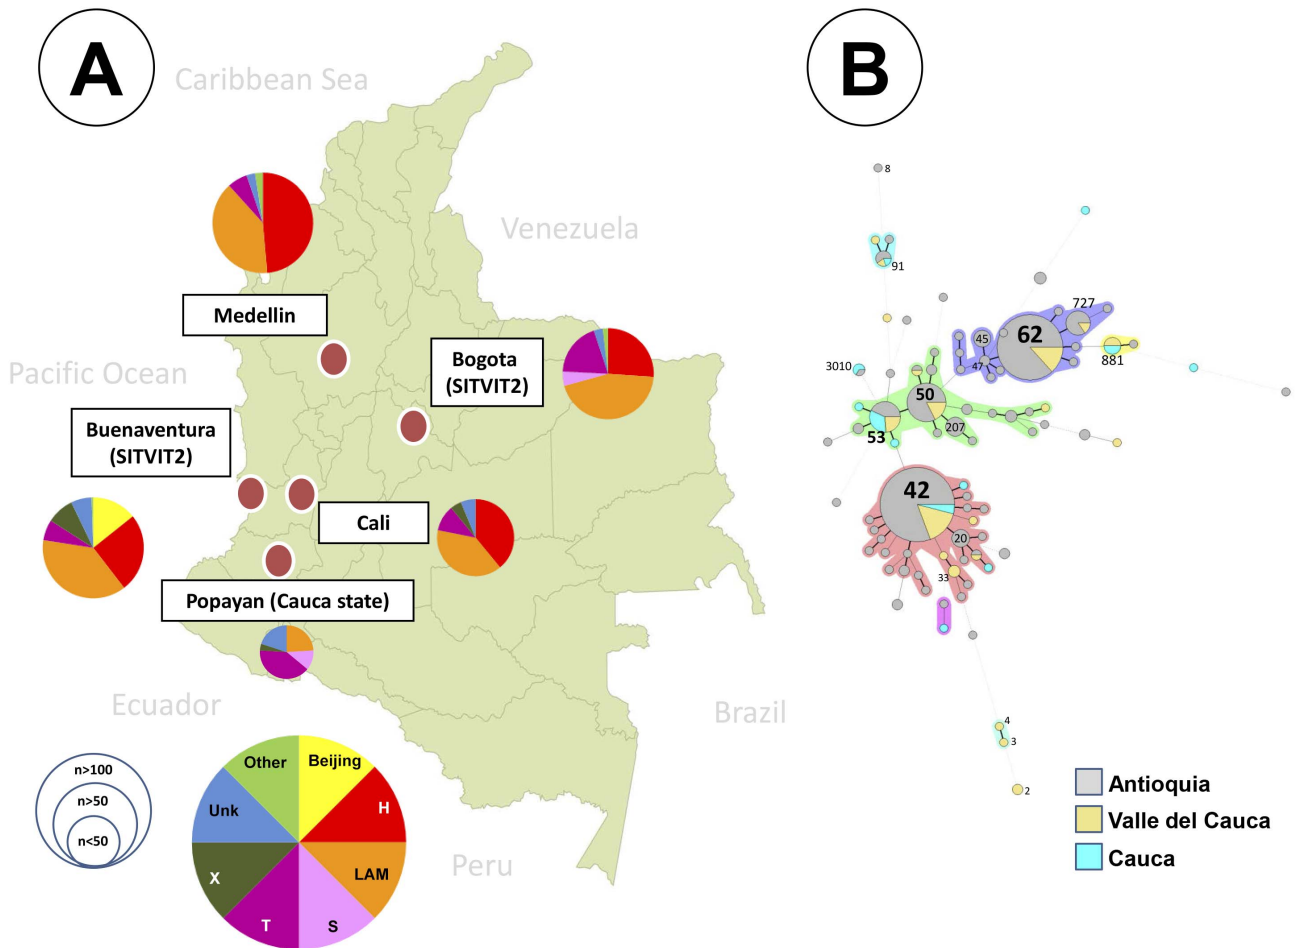 A
B
Caribbean Sea
Venezuela
Medellin
Bogota
(SITVIT2)
Pacific Ocean
Buenaventura
(SITVIT2)
Cali
Popayan (Cauca state)
Ecuador
Brazil
Peru
n>100
n>50
n<50
Other
Beijing
Unk
H
X
LAM
T
S
8
91
727
62
45
47
881
3010
50
207
53
42
20
33
4
3
2
Antioquia
Valle del Cauca
Cauca